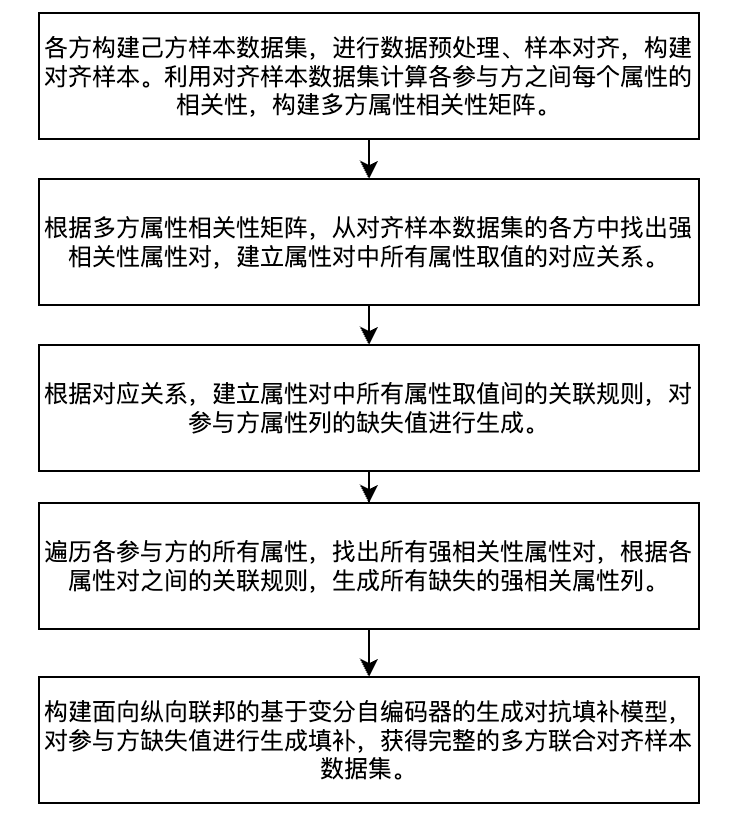 各方构建己方样本数据集，进行数据预处理、样本对齐，构建
对齐样本。利用对齐样本数据集计算各参与方之间每个属性的
相关性，构建多方属性相关性矩阵。
根据多方属性相关性矩阵，从对齐样本数据集的各方中找出强
相关性属性对，建立属性对中所有属性取值的对应关系。
根据对应关系，建立属性对中所有属性取值间的关联规则，对
参与方属性列的缺失值进行生成。
遍历各参与方的所有属性，找出所有强相关性属性对，根据各
属性对之间的关联规则，生成所有缺失的强相关属性列。
构建面向纵向联邦的基于变分自编码器的生成对抗填补模型，
对参与方缺失值进行生成填补，获得完整的多方联合对齐样本
数据集。